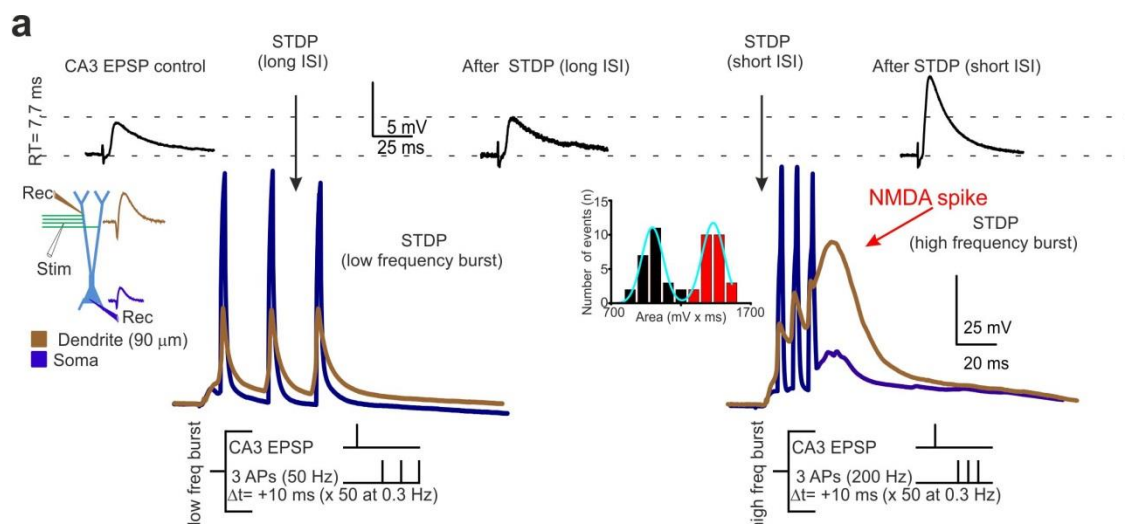 a
CA3 EPSP control
STDP
(long ISI)
After STDP (long ISI)
STDP
(short ISI)
After STDP (short ISI)
RT= 7,7 ms
5 mV
25 ms
Rec
Stim
Rec
Dendrite (90 μm)
Soma
STDP
(low frequency burst)
Number of events (n)
15
10
5
0
700
Area (mV x ms)
1700
NMDA spike
STDP
(high frequency burst)
25 mV
20 ms
low freq burst
CA3 EPSP
3 APs (50 Hz)
Δt= +10 ms (x 50 at 0.3 Hz)
high freq burst
CA3 EPSP
3 APs (200 Hz)
Δt= +10 ms (x 50 at 0.3 Hz)